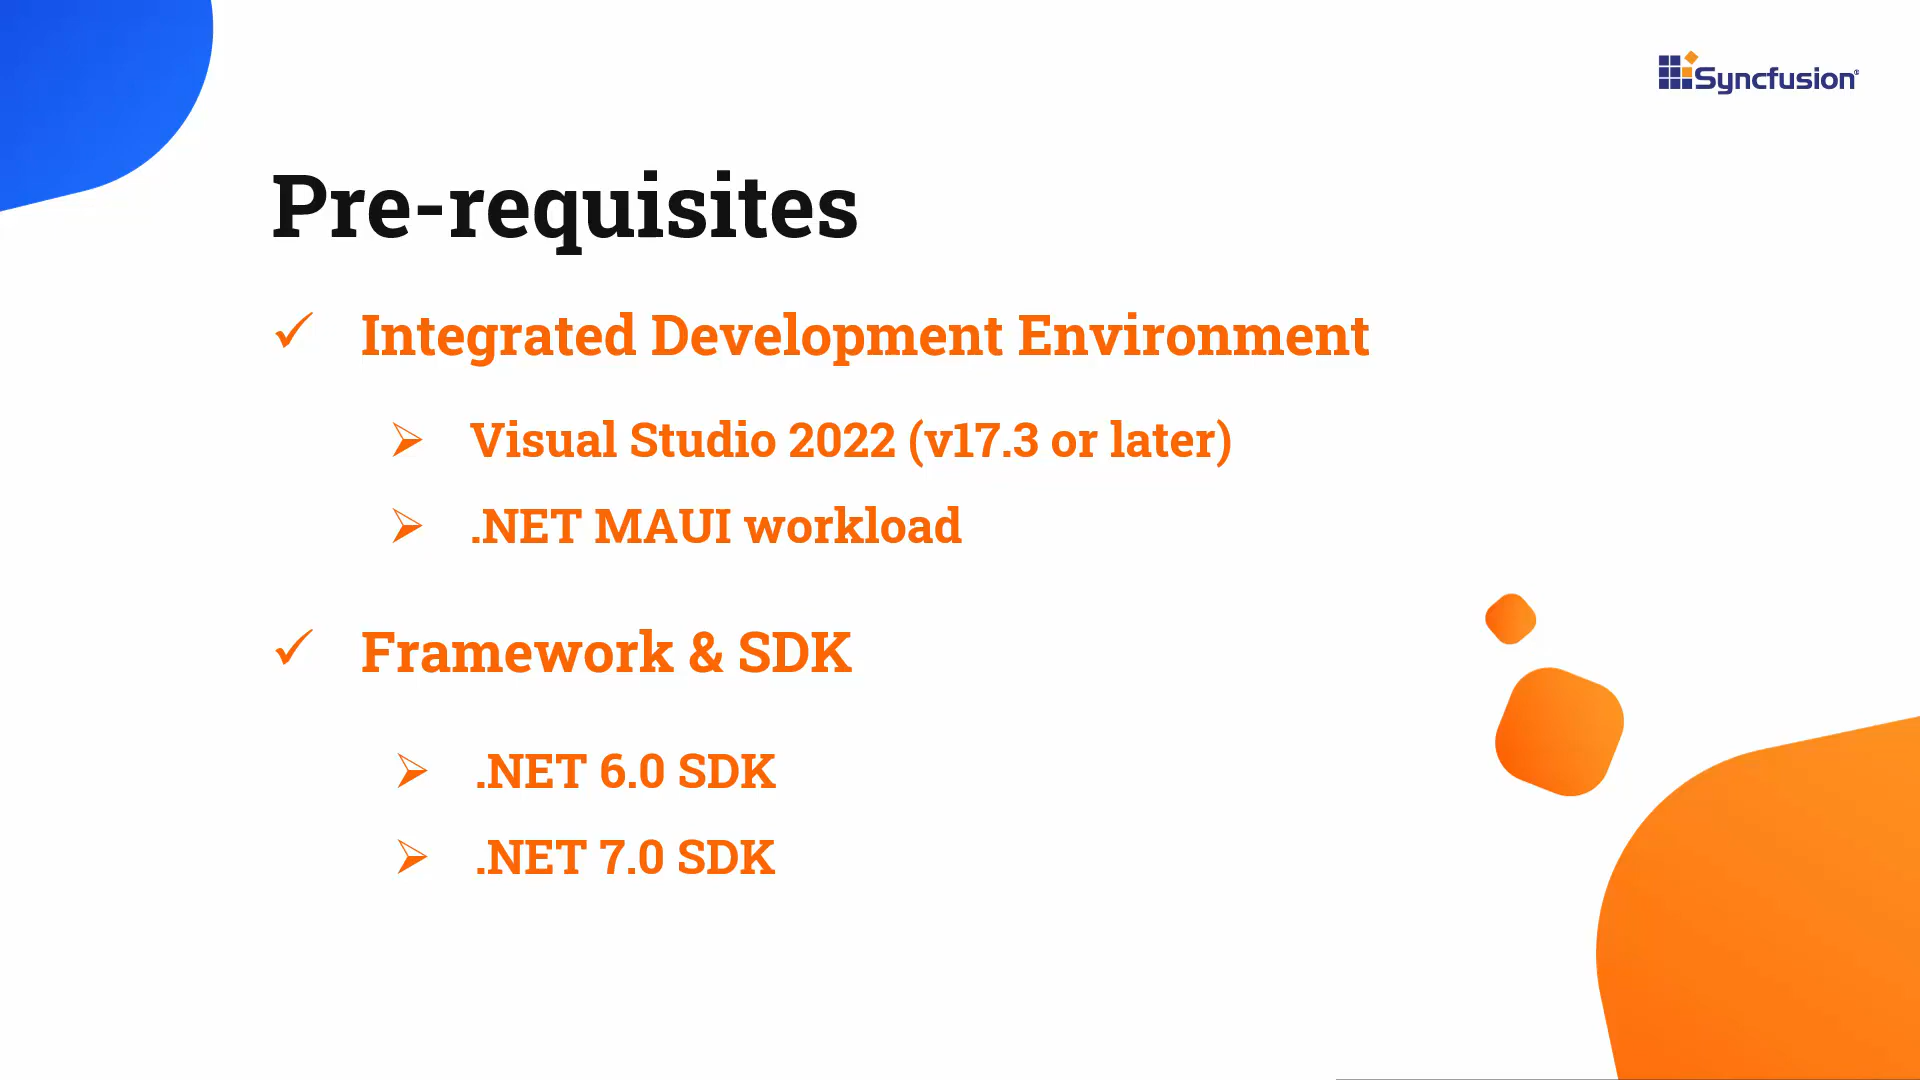 Syncfusion®
Pre-requisites
✓ Integrated Development Environment
➢ Visual Studio 2022 (v17.3 or later)
➢ .NET MAUI workload
✓ Framework & SDK
➢ .NET 6.0 SDK
➢ .NET 7.0 SDK